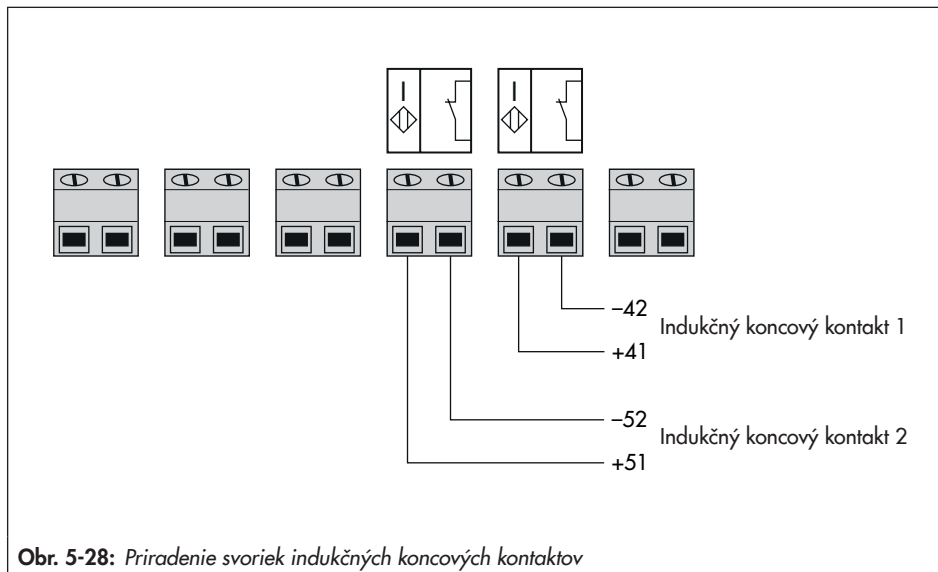 −42
Indukčný koncový kontakt 1
+41
−52
Indukčný koncový kontakt 2
+51
Obr. 5-28: Priradenie svoriek indukčných koncových kontaktov